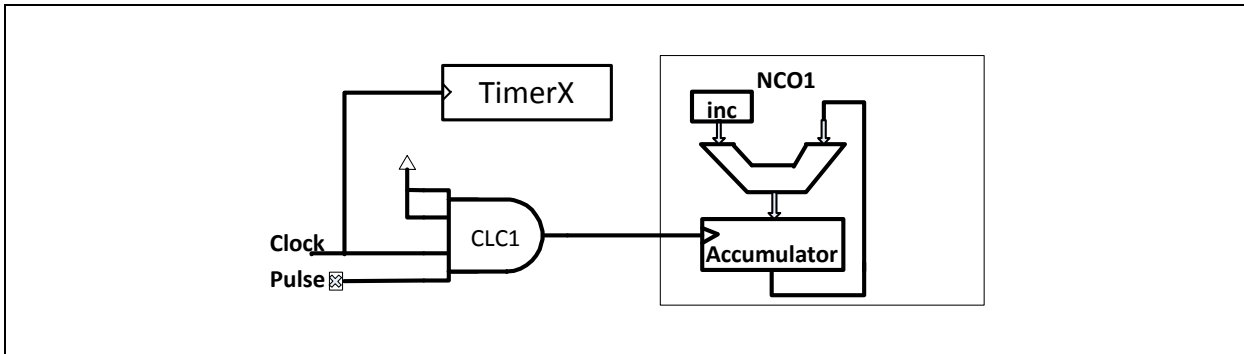 NCO1
TimerX
inc
CLC1
Clock
Accumulator
Pulse